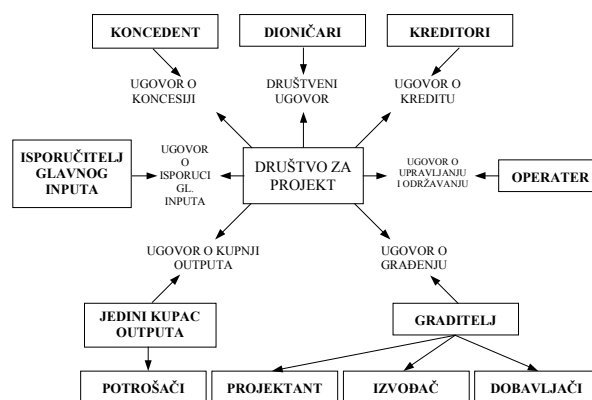 KONCEDENT
DIONIČARI
KREDITORI
UGOVOR O
KONCESIJI
DRUŠTVENI
UGOVOR
UGOVOR O
KREDITU
ISPORUČITELJ
GLAVNOG
INPUTA
UGOVOR
O
ISPORUCI
GL.
INPUTA
DRUŠTVO ZA
PROJEKT
UGOVOR O
UPRAVLJANJU
I ODRŽAVANJU
OPERATER
UGOVOR O KUPNJI
OUTPUTA
UGOVOR O
GRAĐENJU
JEDINI KUPAC
OUTPUTA
GRADITELJ
POTROŠAČI
PROJEKTANT
IZVOĐAČ
DOBAVLJAČI